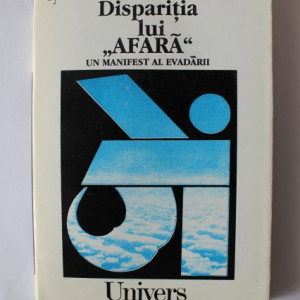 Dispariția
lui
„AFARĂ“
UN MANIFEST AL EVADĂRII
Univers